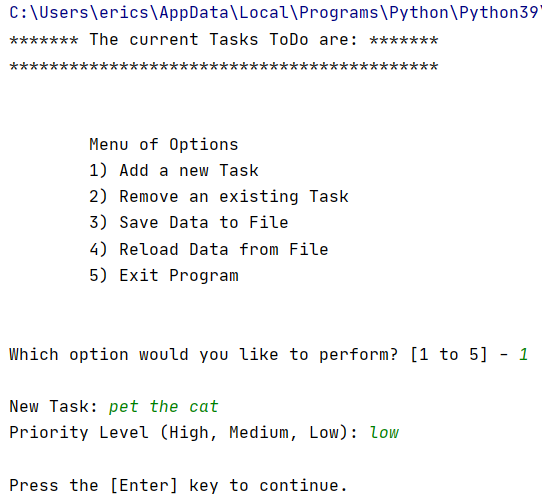 C:\Users\erics\AppData\Local\Programs\Python\Python39\
******* The current Tasks ToDo are: *******
*******************************************
Menu of Options
1) Add a new Task
2) Remove an existing Task
3) Save Data to File
4) Reload Data from File
5) Exit Program
Which option would you like to perform? [1 to 5] - 1
New Task: pet the cat
Priority Level (High, Medium, Low): low
Press the [Enter] key to continue.